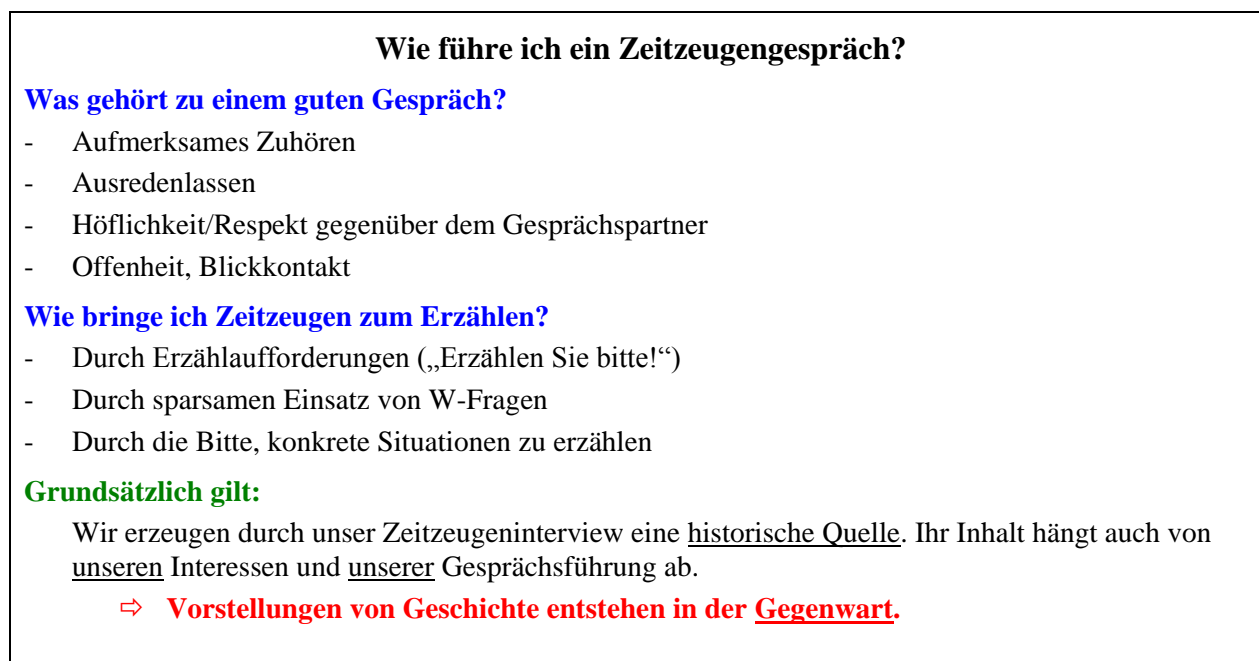 Wie führe ich ein Zeitzeugengespräch?
Was gehört zu einem guten Gespräch?
- Aufmerksames Zuhören
- Ausredenlassen
- Höflichkeit/Respekt gegenüber dem Gesprächspartner
- Offenheit, Blickkontakt
Wie bringe ich Zeitzeugen zum Erzählen?
- Durch Erzählaufforderungen („Erzählen Sie bitte!“)
- Durch sparsamen Einsatz von W-Fragen
- Durch die Bitte, konkrete Situationen zu erzählen
Grundsätzlich gilt:
Wir erzeugen durch unser Zeitzeugeninterview eine historische Quelle. Ihr Inhalt hängt auch von
unseren Interessen und unserer Gesprächsführung ab.
⇨ Vorstellungen von Geschichte entstehen in der Gegenwart.